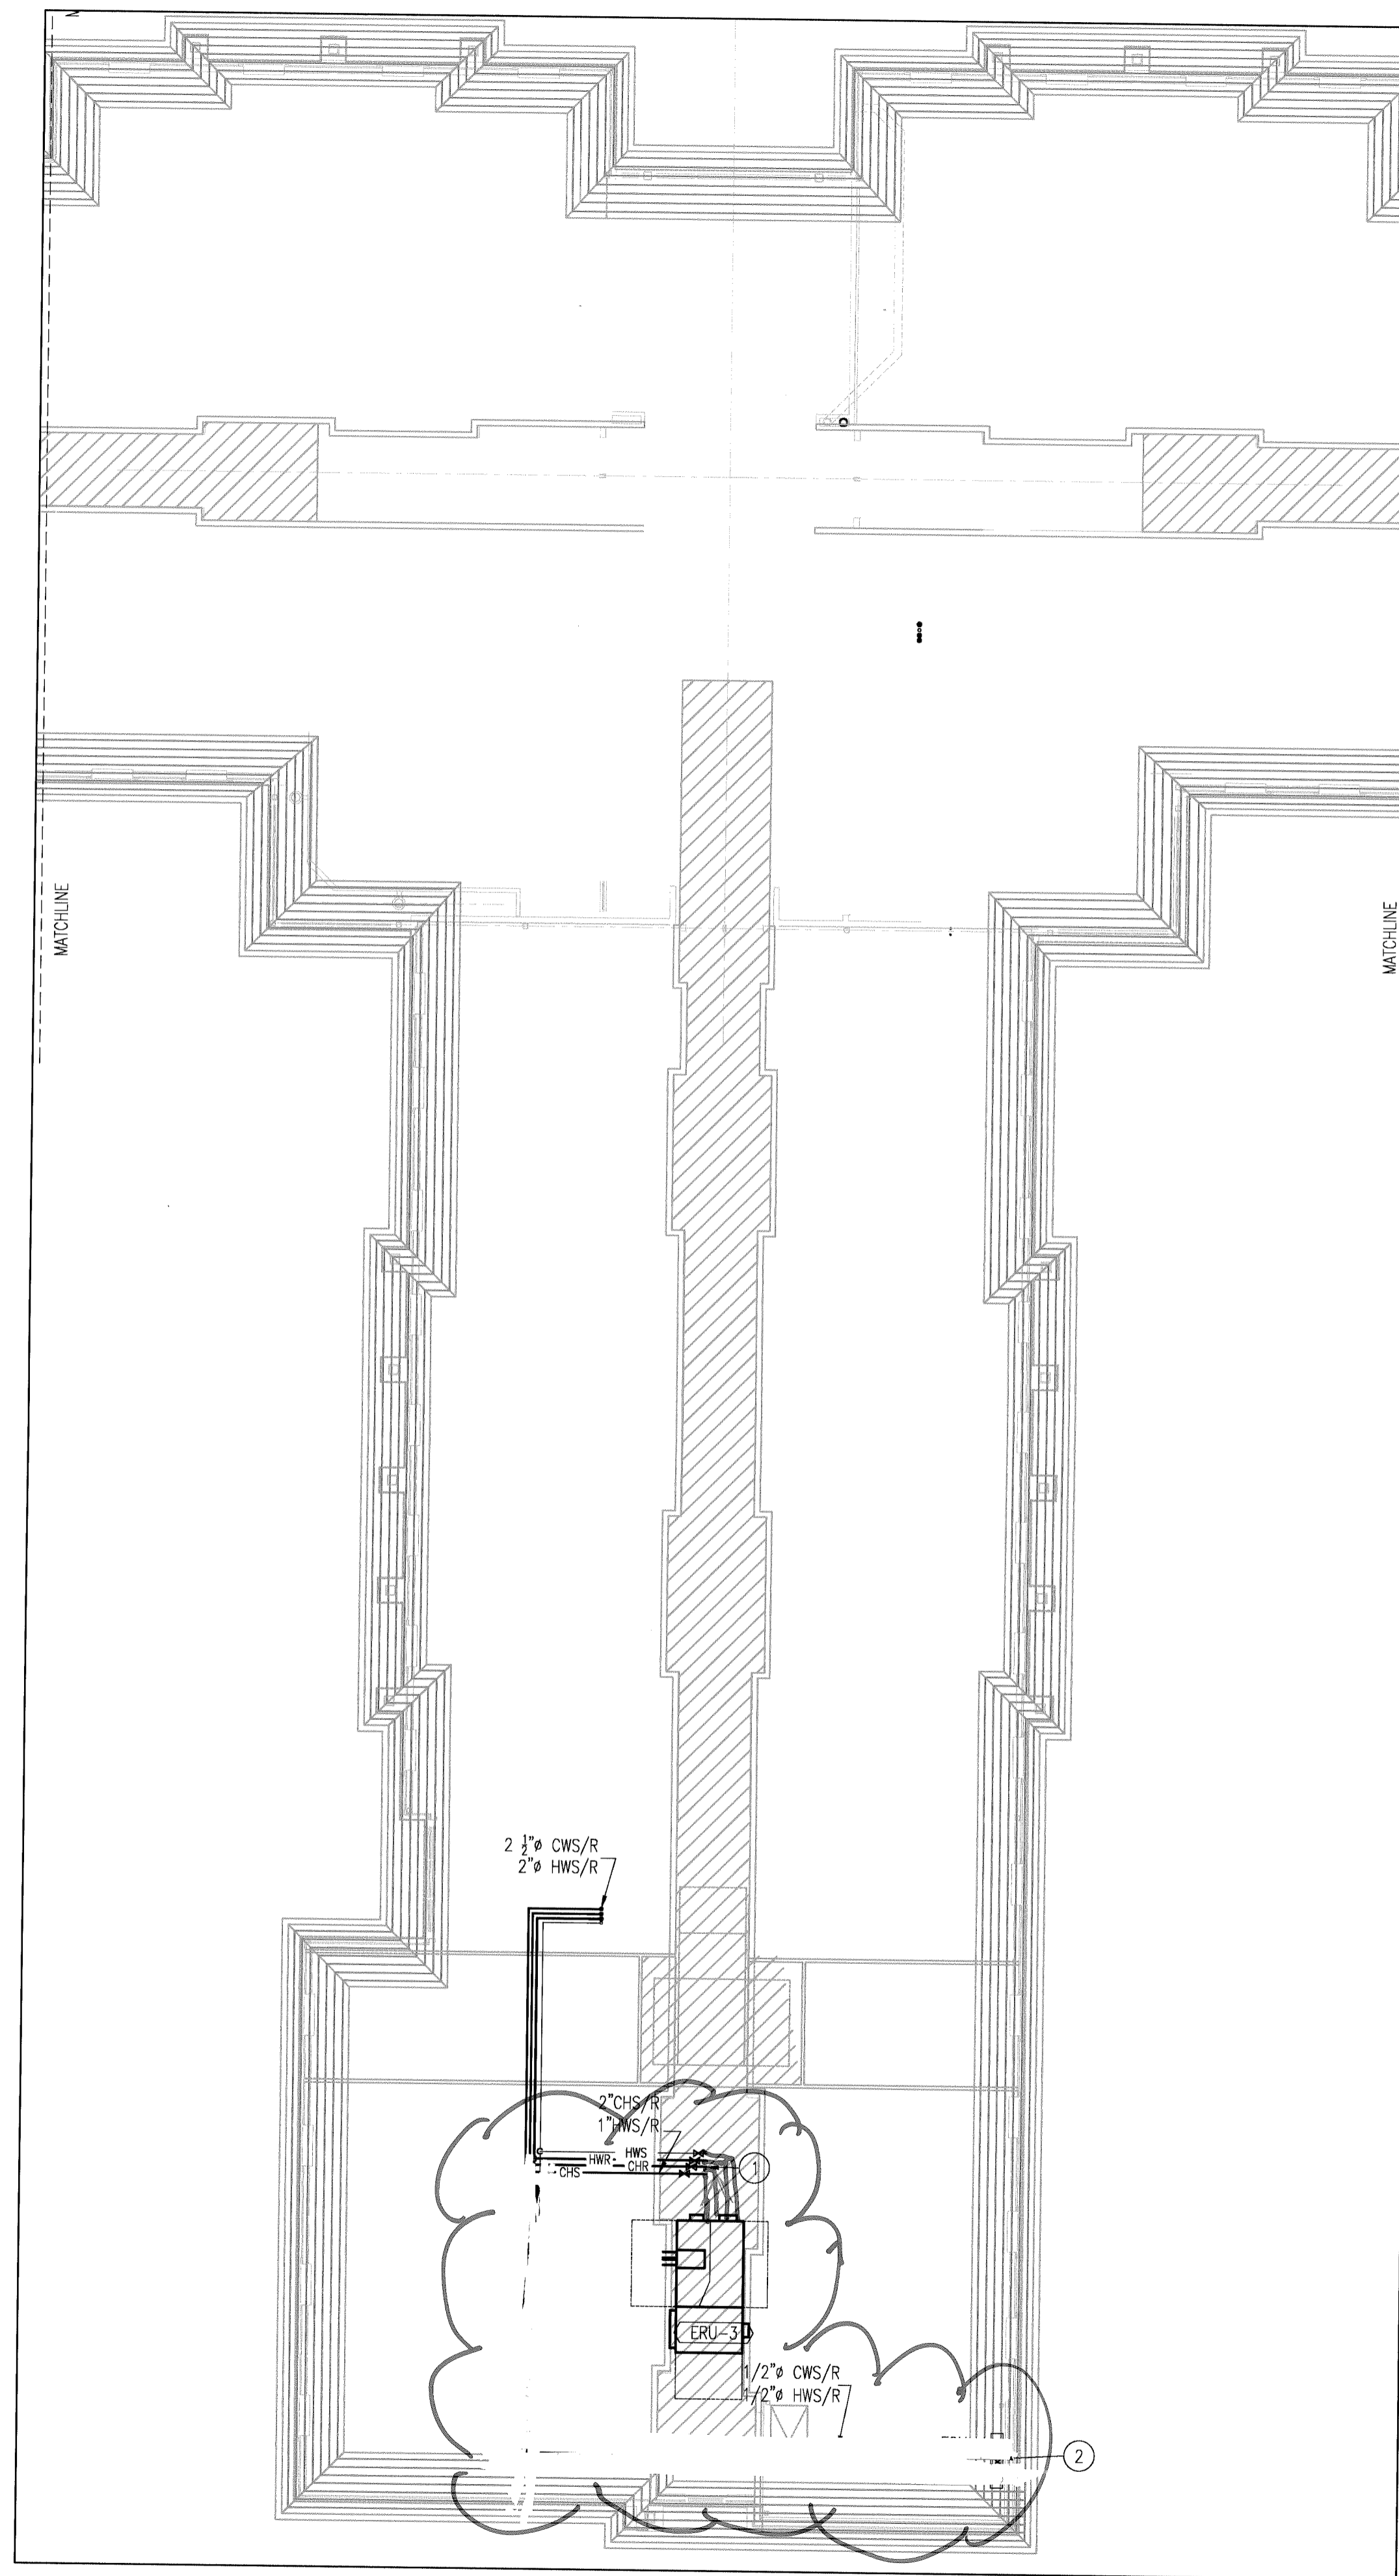 MATCHLINE
MATCHLINE
2 1/2"ø CWS/R
2"ø HWS/R
2"CHS/R
1"HWS/R
HWS
HWR
CHR
CHS
1
ERU-3
1/2"ø CWS/R
1/2"ø HWS/R
2